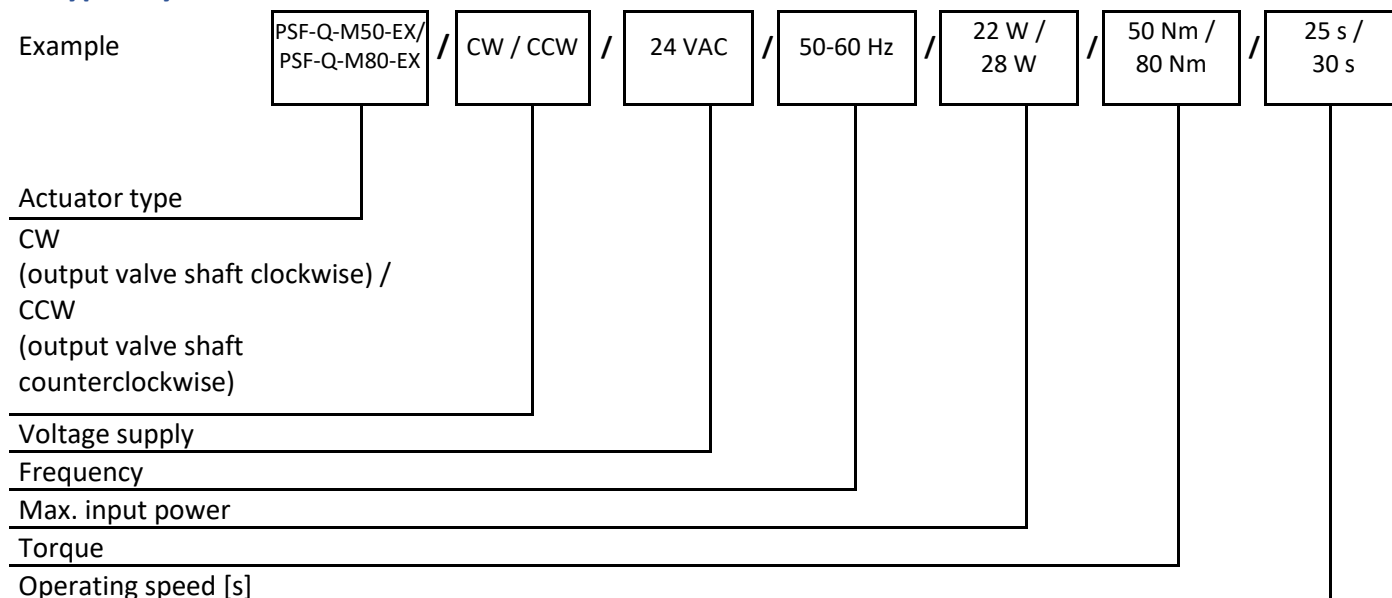 Example
PSF-Q-M50-EX/
PSF-Q-M80-EX
/
CW / CCW
/
24 VAC
/
50-60 Hz
/
22 W /
28 W
/
50 Nm /
80 Nm
/
25 s /
30 s
Actuator type
CW
(output valve shaft clockwise) /
CCW
(output valve shaft
counterclockwise)
Voltage supply
Frequency
Max. input power
Torque
Operating speed [s]